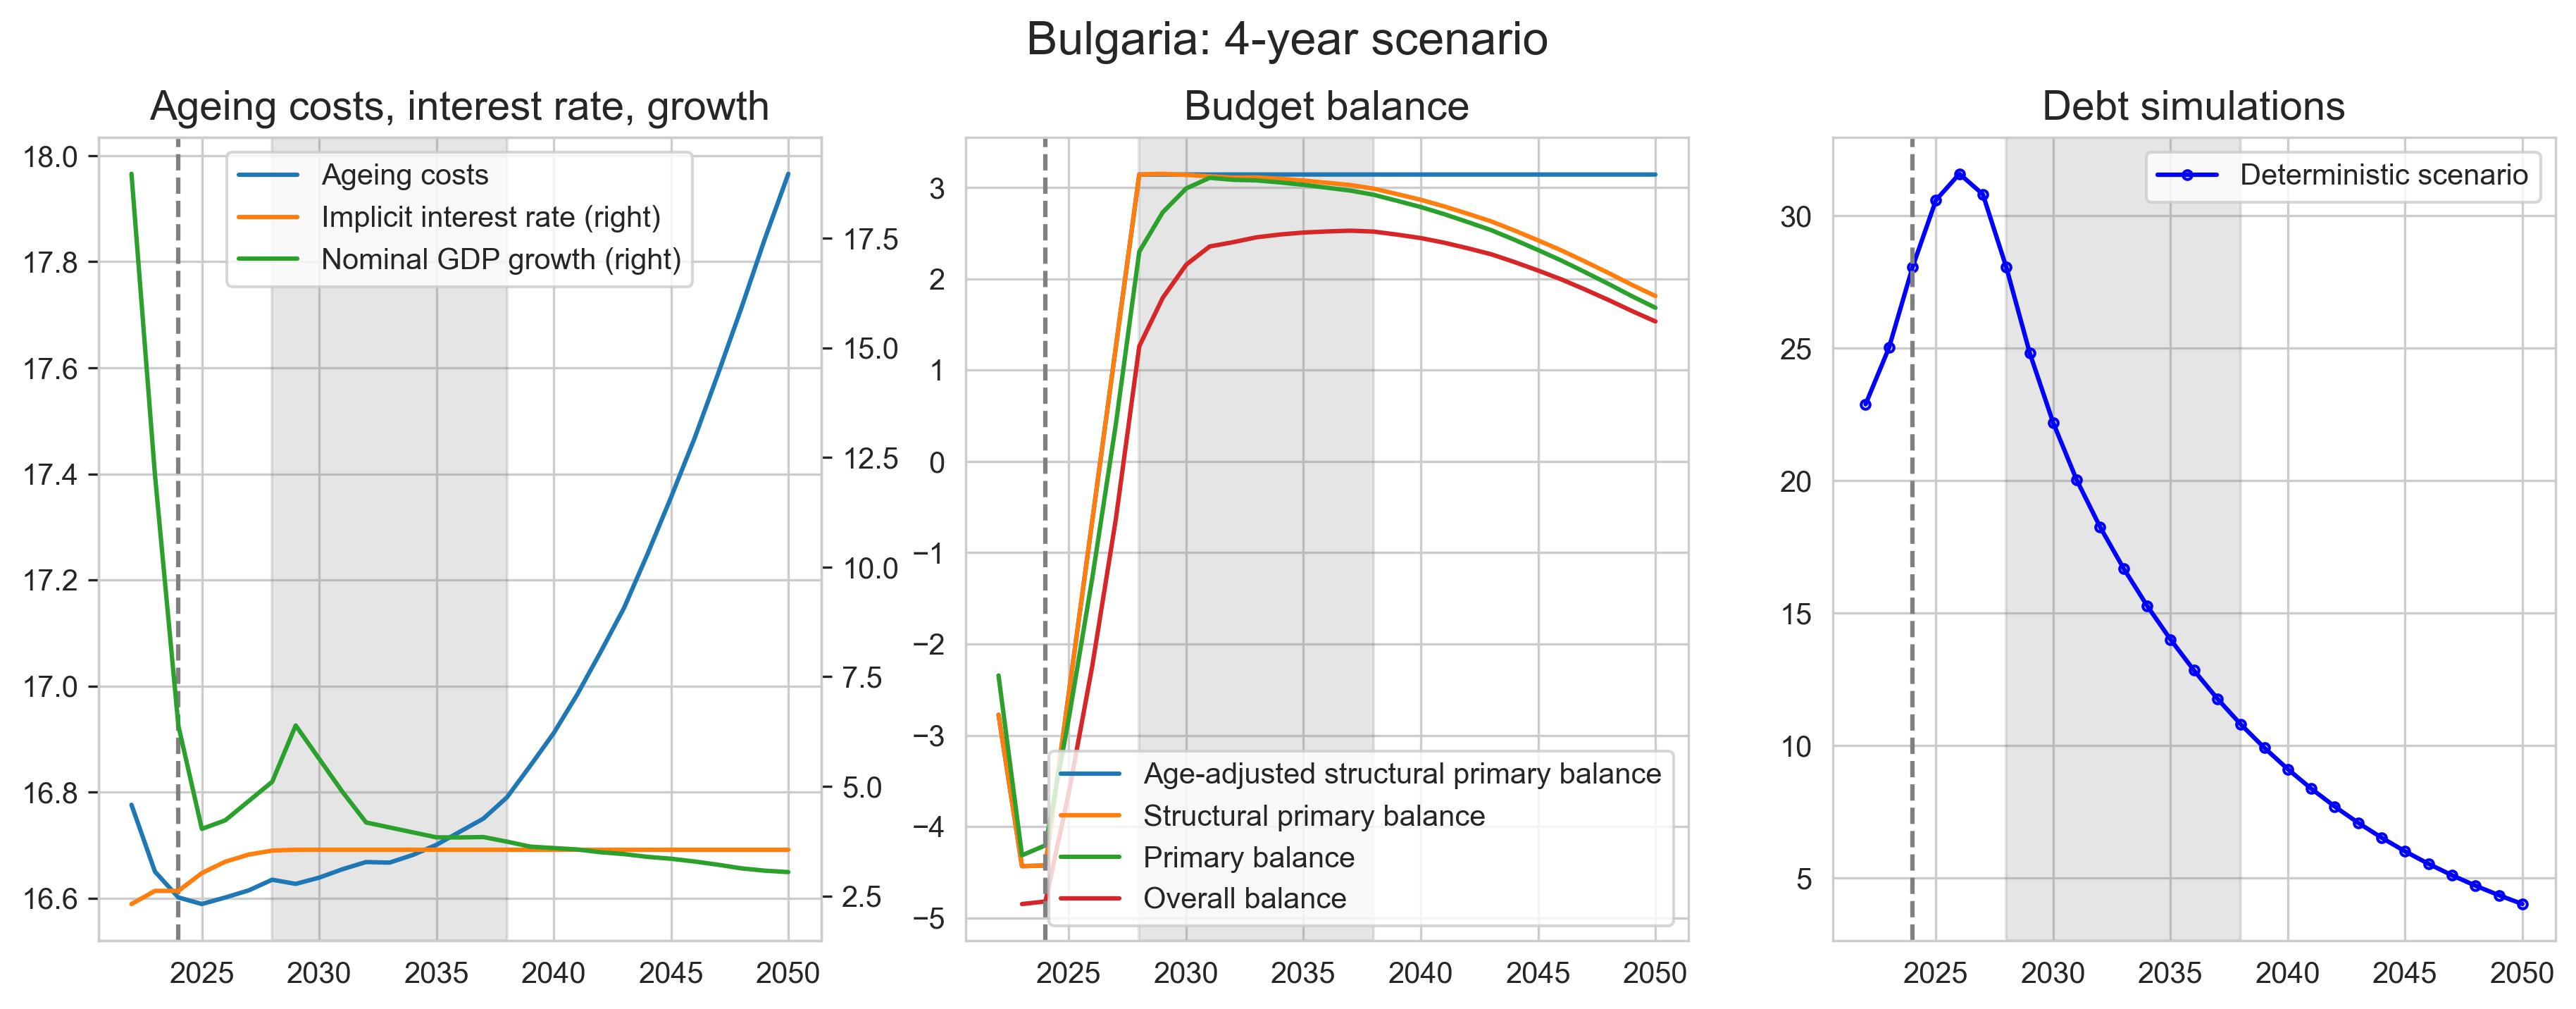 Bulgaria: 4-year scenario
Ageing costs, interest rate, growth
18.0
17.8
17.6
17.4
17.2
17.0
16.8
16.6
Ageing costs
Implicit interest rate (right)
Nominal GDP growth (right)
17.5
15.0
12.5
10.0
7.5
5.0
2.5
2025 2030 2035 2040 2045 2050
Budget balance
3
2
1
0
−1
−2
−3
−4
−5
Age-adjusted structural primary balance
Structural primary balance
Primary balance
Overall balance
2025 2030 2035 2040 2045 2050
Debt simulations
Deterministic scenario
30
25
20
15
10
5
2025 2030 2035 2040 2045 2050